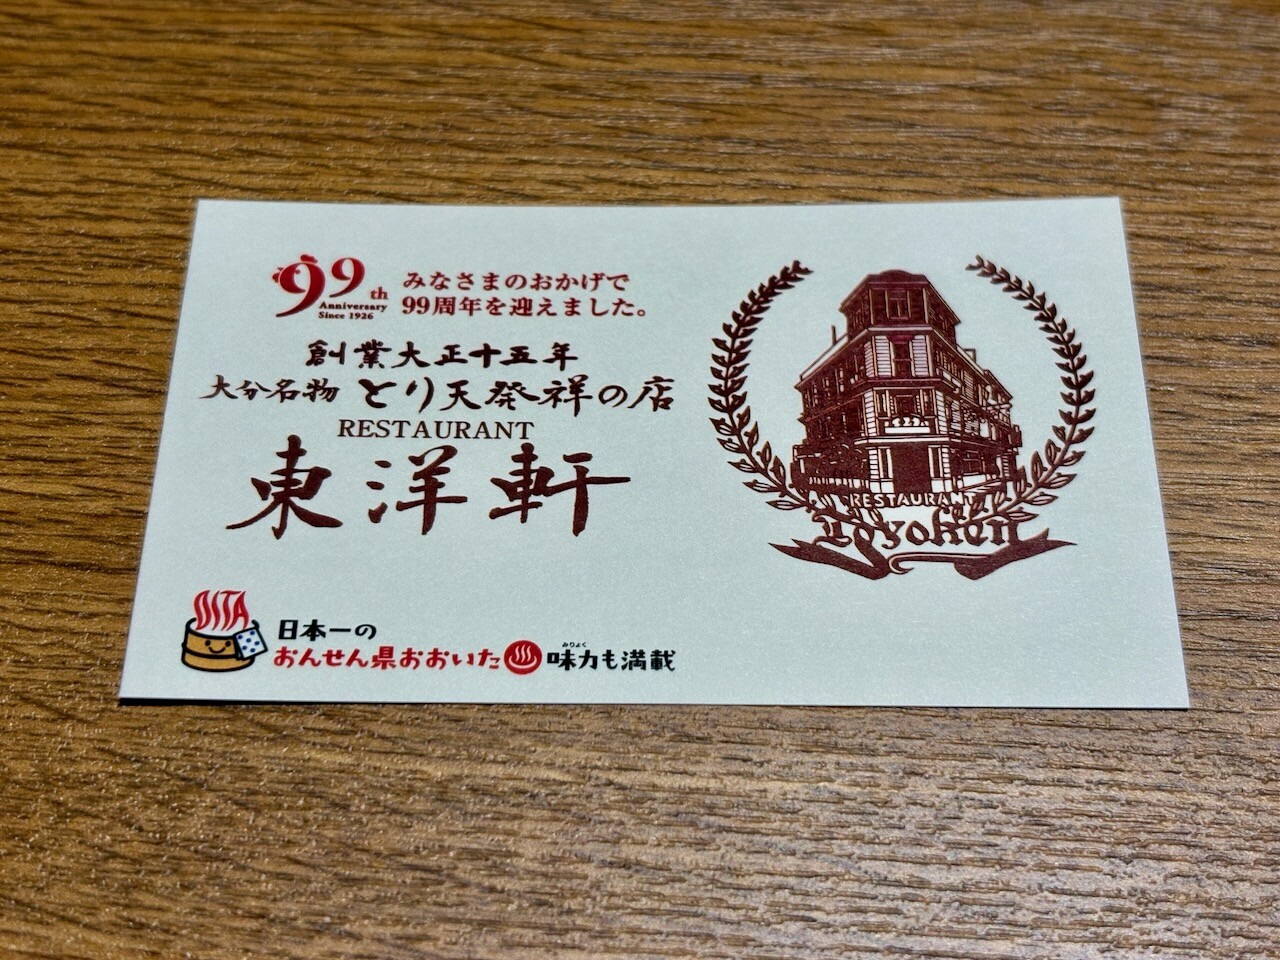 99th
Anniversary
Since 1926
みなさまのおかげで
99周年を迎えました。
創業大正十五年
大分名物 とり天発祥の店
RESTAURANT
東洋軒
RESTAURANT
Toyoken
OITA
日本一の
おんせん県おおいた♨味力も満載
みりょく